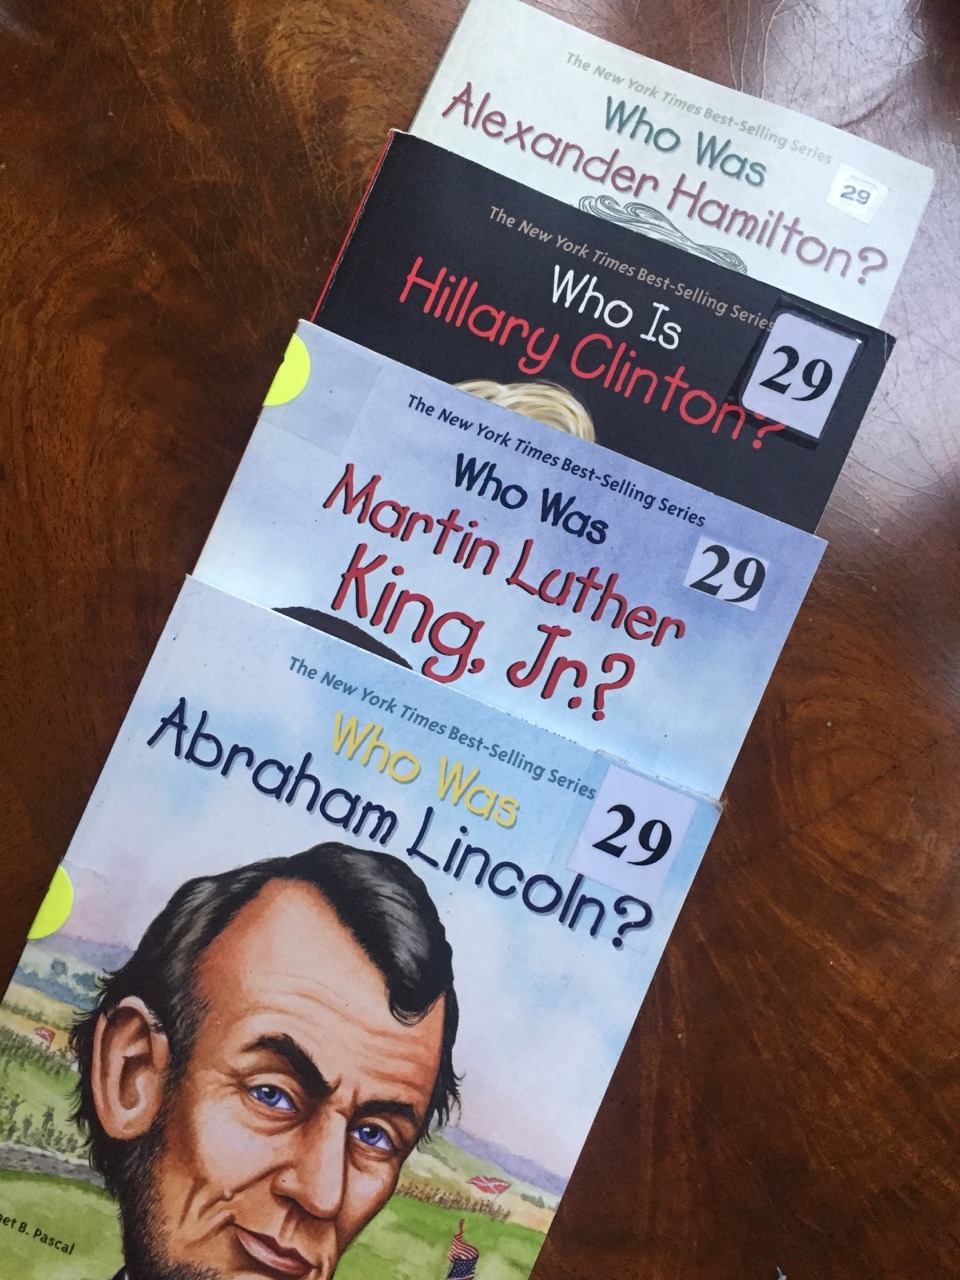 The New York Times Best-Selling Series
Who Was
Alexander Hamilton?
29
The New York Times Best-Selling Series
Who Is
Hillary Clinton?
29
The New York Times Best-Selling Series
Who Was
Martin Luther
King, Jr.?
29
The New York Times Best-Selling Series
Who Was
Abraham Lincoln?
29
B. Pascal